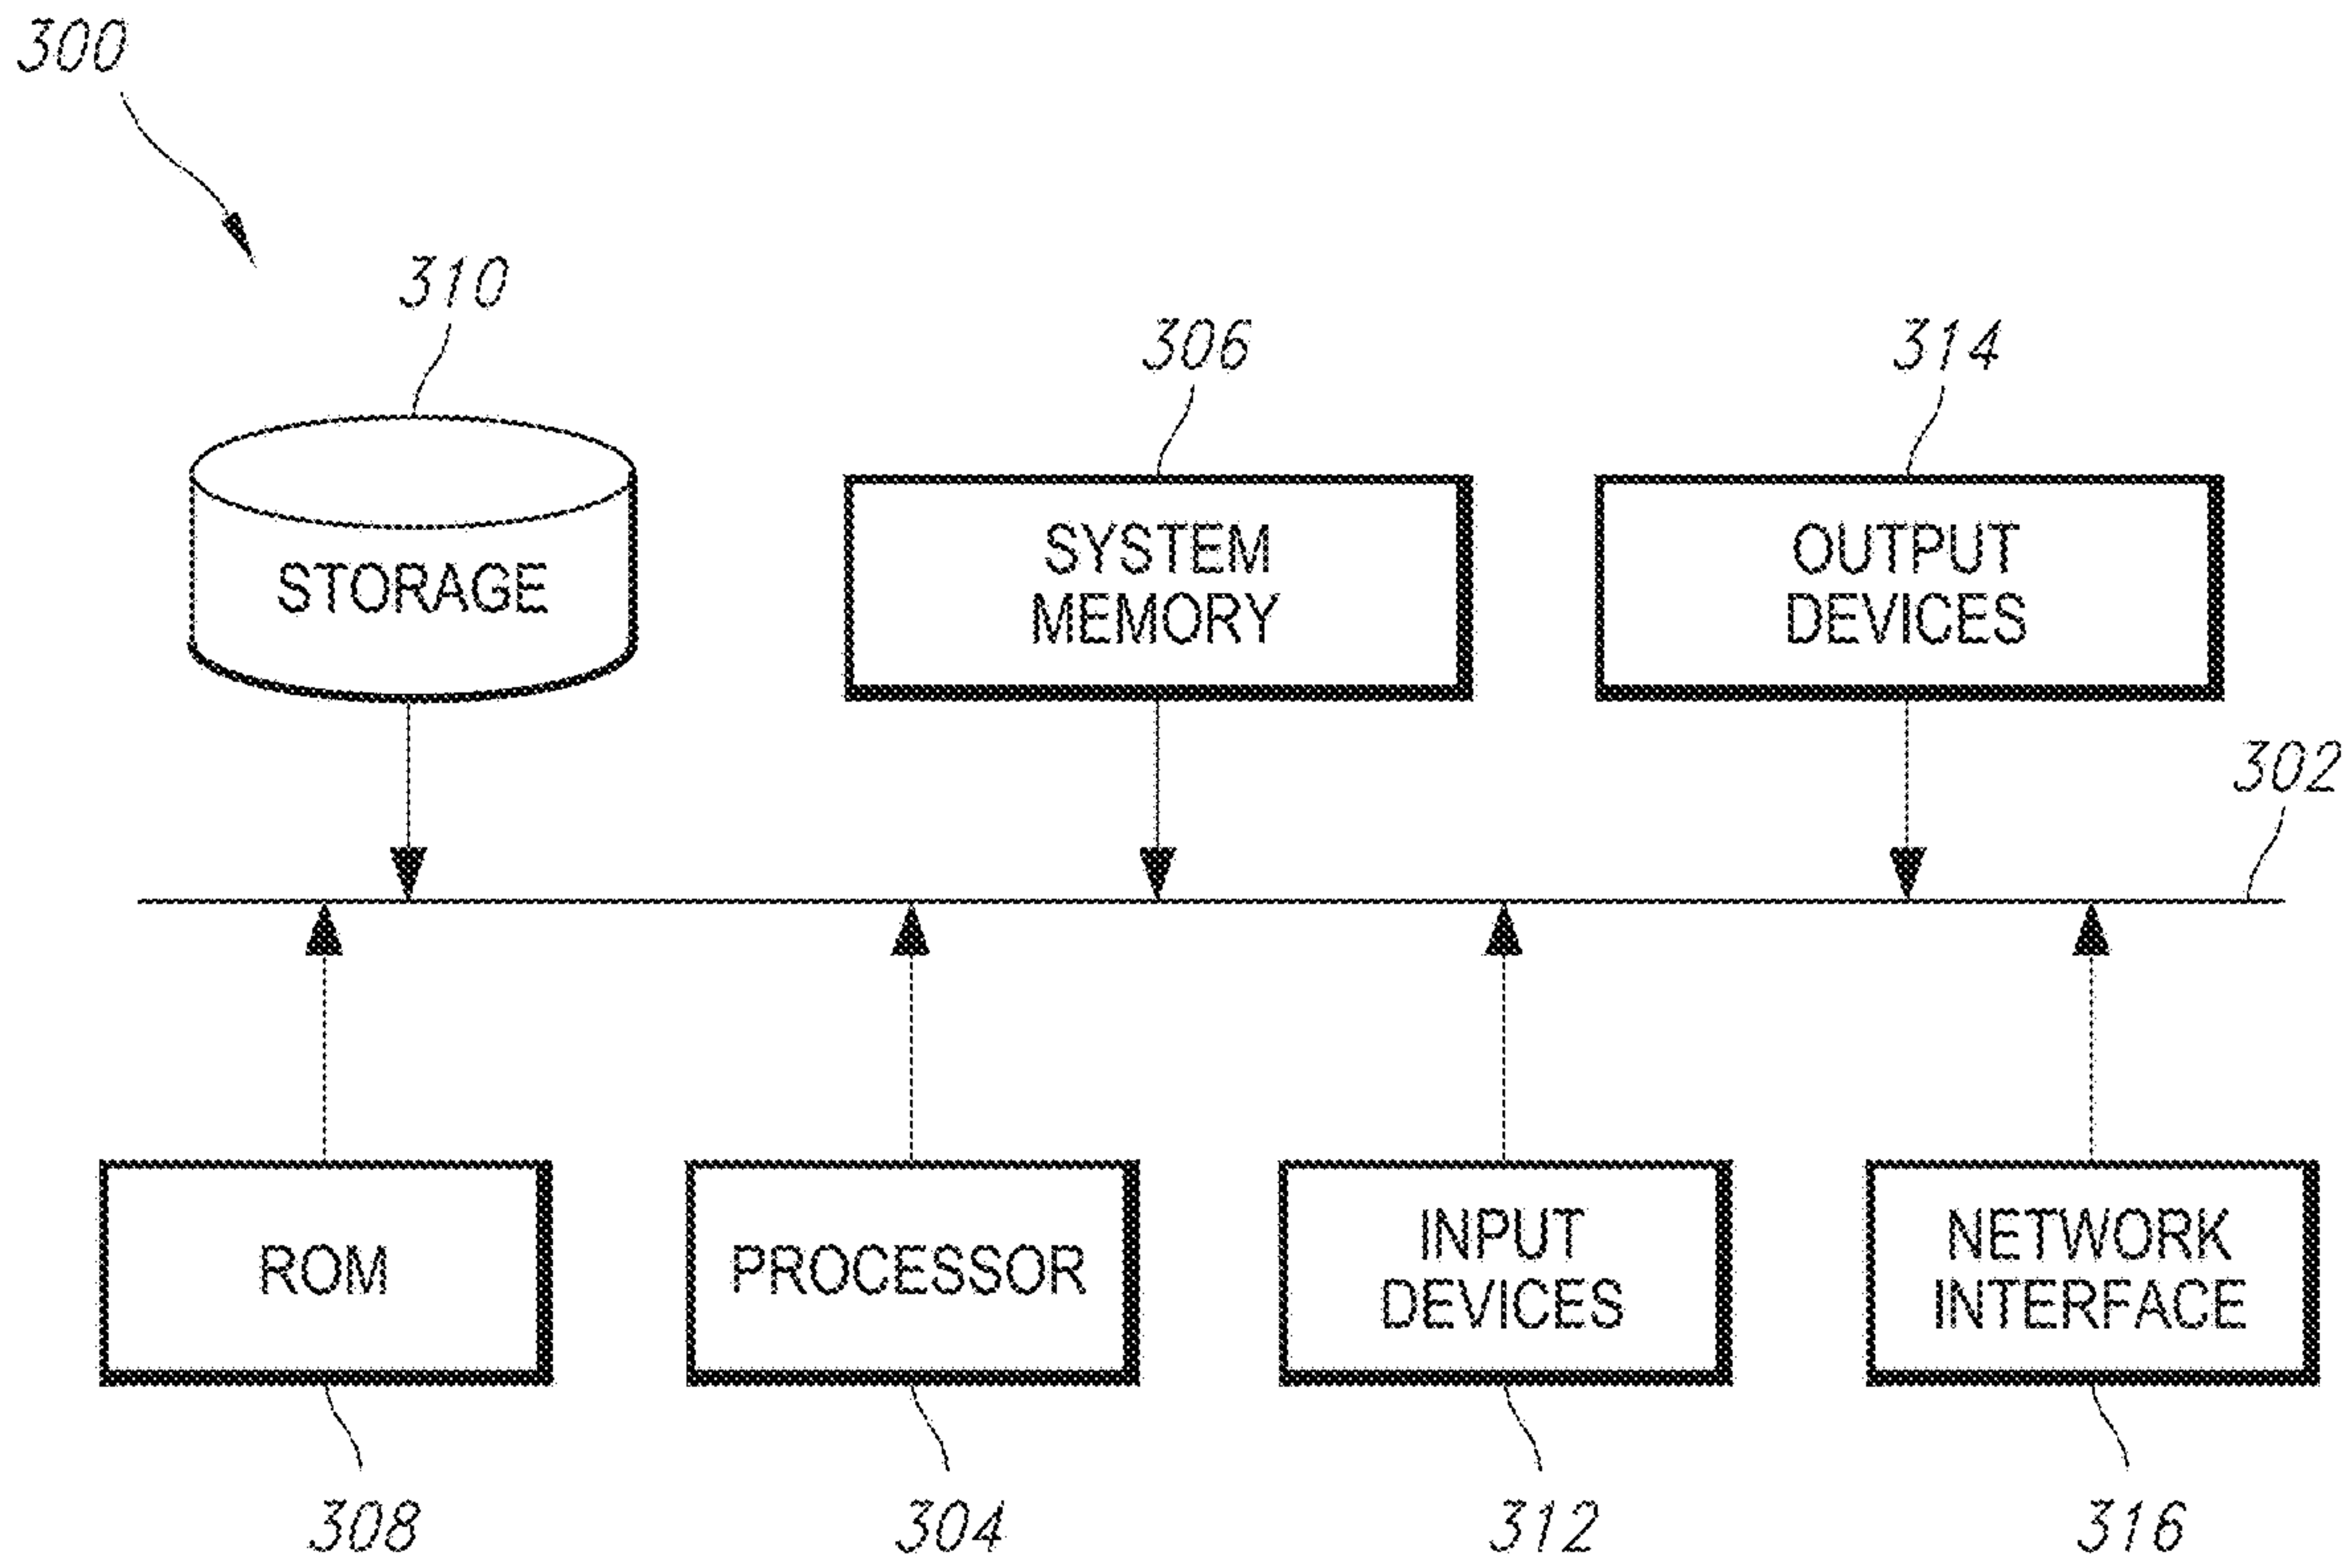 300
310
306
314
STORAGE
SYSTEM
MEMORY
OUTPUT
DEVICES
302
ROM
PROCESSOR
INPUT
DEVICES
NETWORK
INTERFACE
308
304
312
316